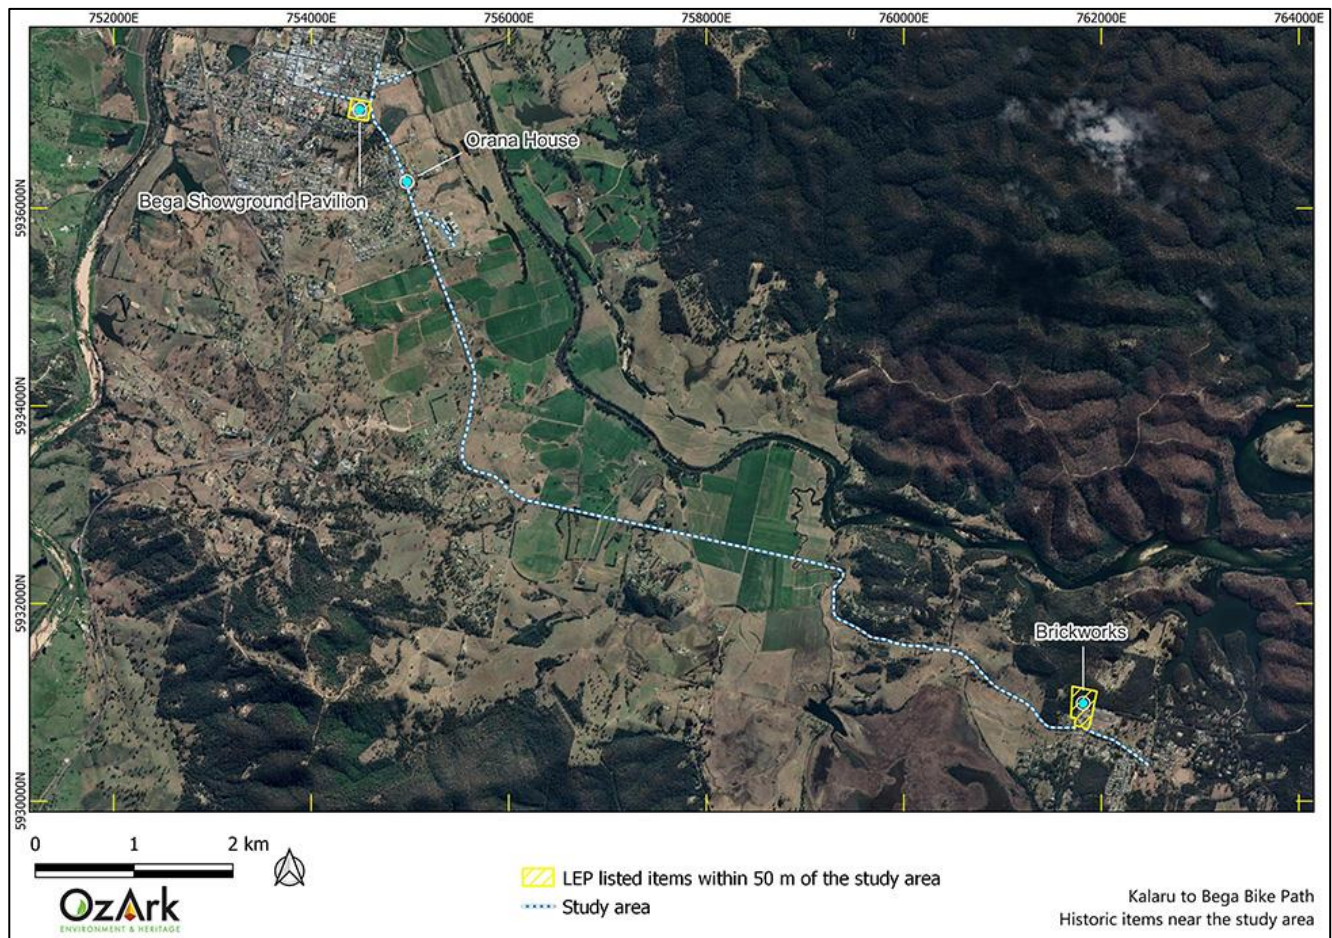 752000E
754000E
756000E
758000E
760000E
762000E
764000E
5936000N
5934000N
5932000N
5930000N
Orana House
Bega Showground Pavilion
Brickworks
0 1 2 km
LEP listed items within 50 m of the study area
Study area
OzArk
ENVIRONMENT & HERITAGE
Kalaru to Bega Bike Path
Historic items near the study area